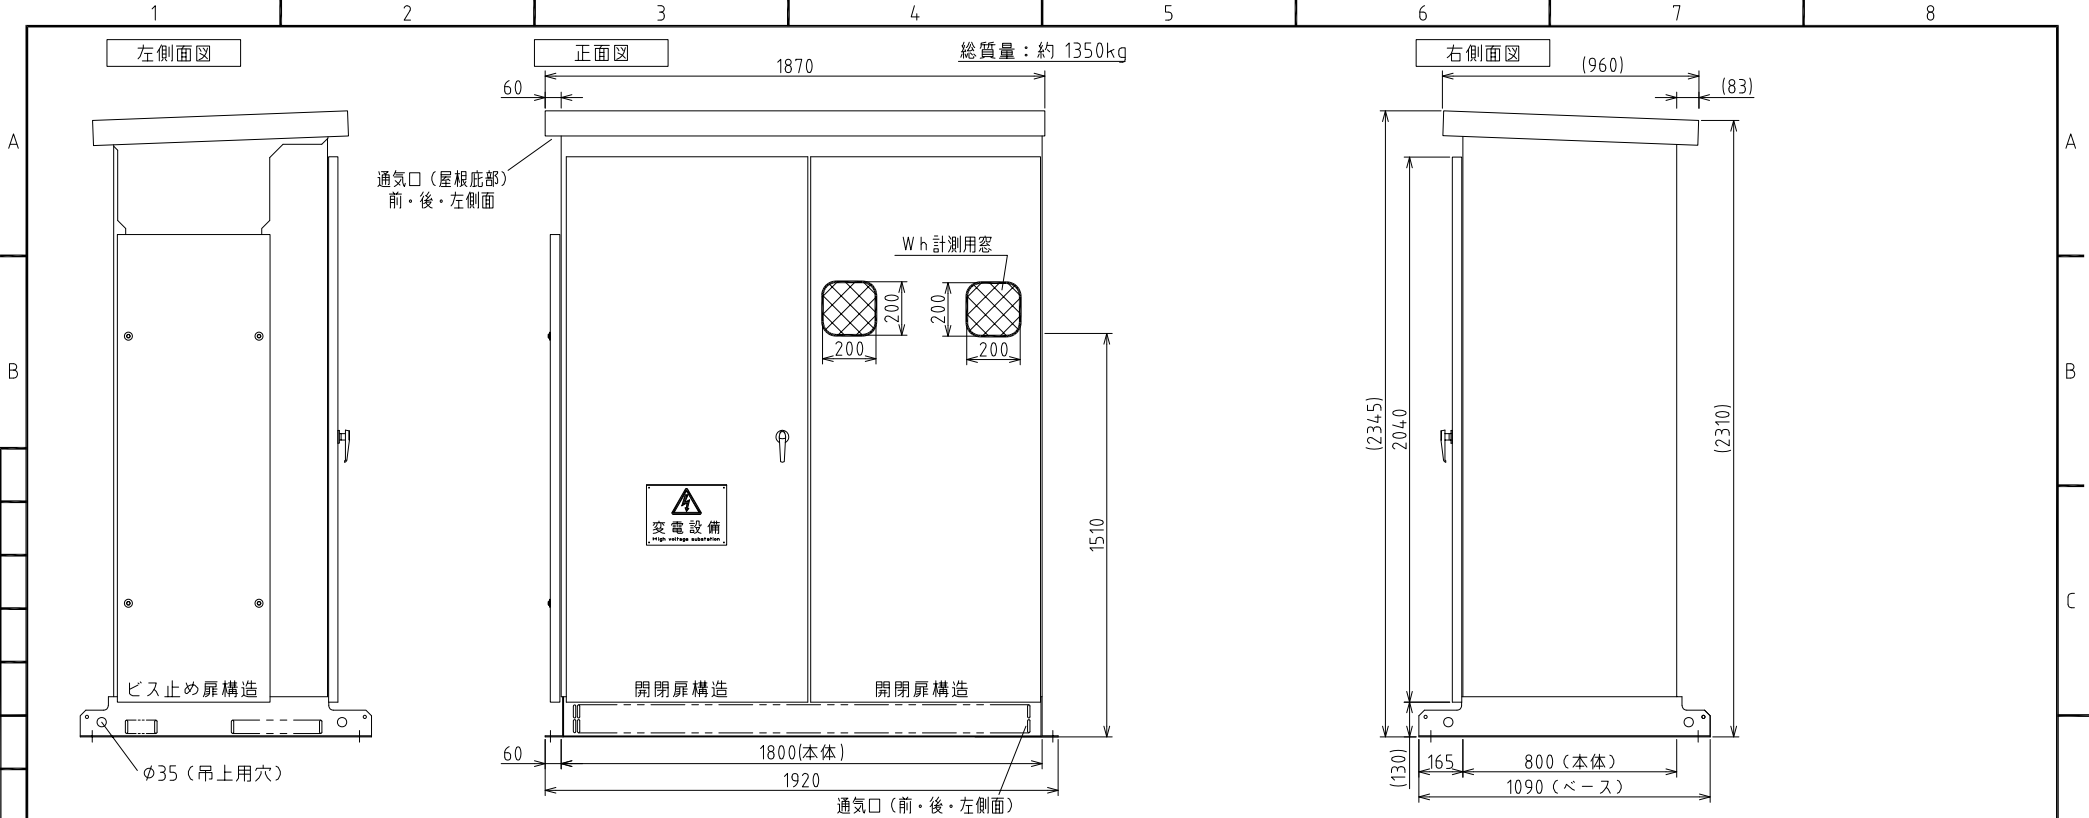 1 2 3 4 5 6 7 8
左側面図
正面図
総質量：約 1350kg
右側面図
1870
(960)
60
(83)
A
A
通気口（屋根庇部）
前・後・左側面
Wh計測用窓
200
200
200
200
B
B
(2345)
2040
(2310)
1510
変電設備
High voltage substation
C
ビス止め扉構造
開閉扉構造
開閉扉構造
60
1800(本体)
1920
φ35（吊上用穴）
通気口（前・後・左側面）
(130)
165
800（本体）
1090（ベース）